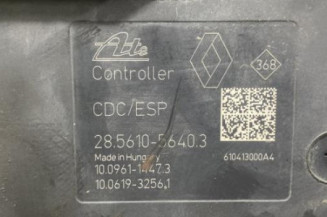 Ate
368
Controller
CDC/ESP
28.5610-5640.3
Made in Hungary
610413000A4
10.0961-1447.3
10.0619-3256.1